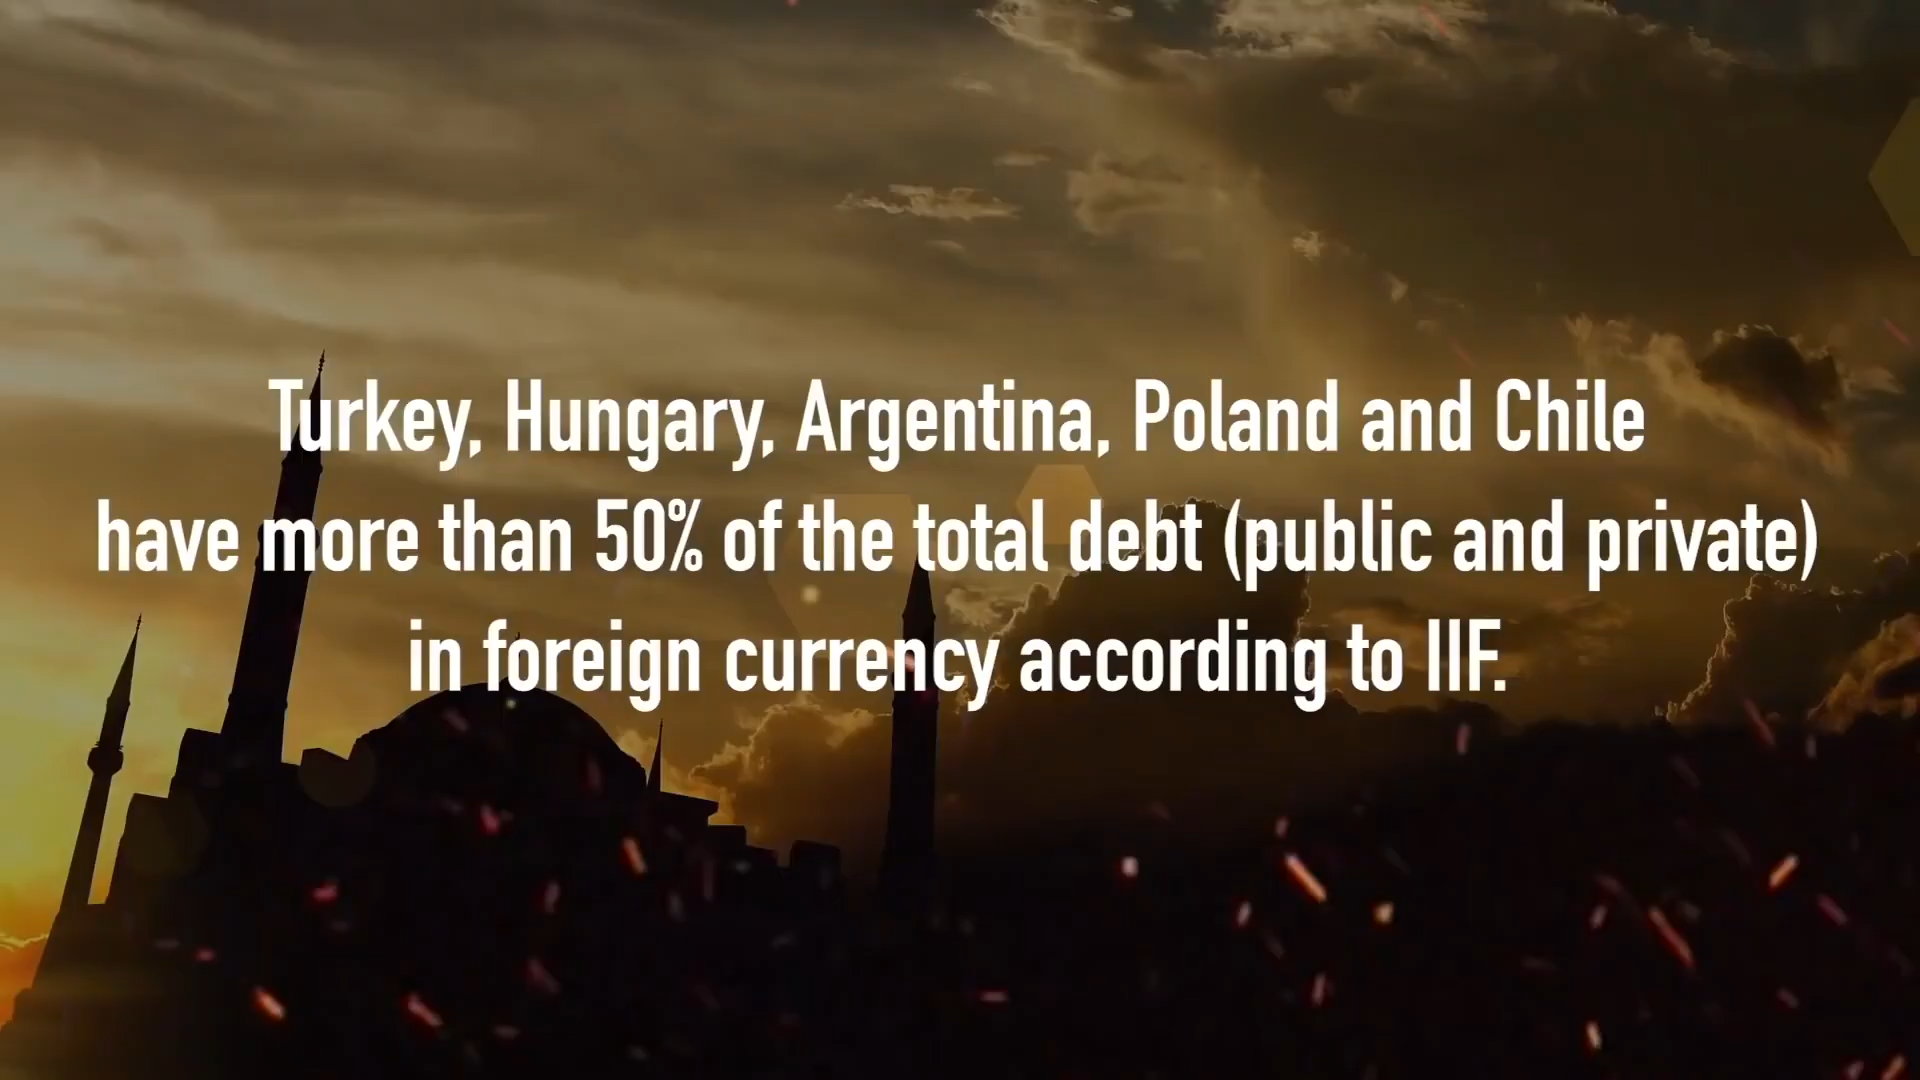 Turkey, Hungary, Argentina, Poland and Chile
have more than 50% of the total debt (public and private)
in foreign currency according to IIF.